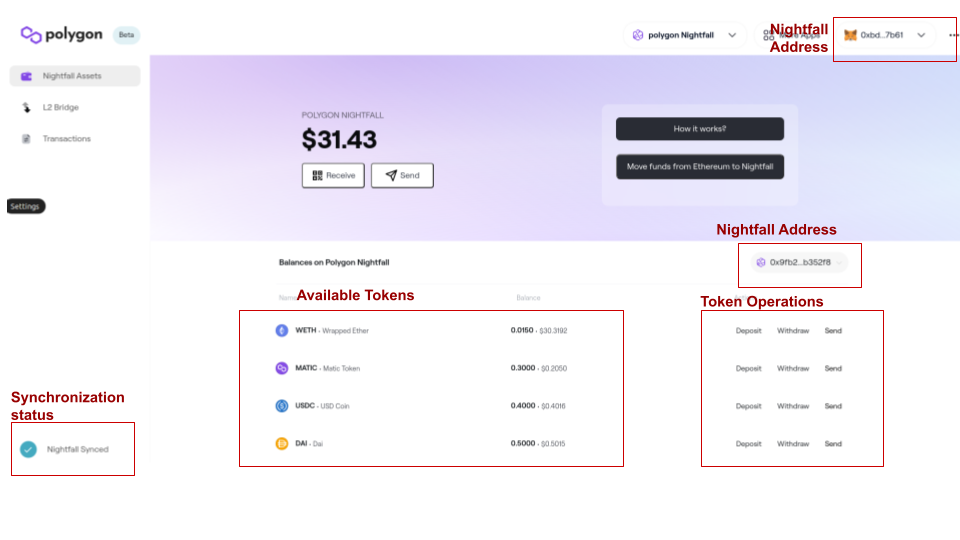 polygon Beta
polygon Nightfall
Apps
Nightfall
Address
0xbd...7b61
Nightfall Assets
L2 Bridge
Transactions
Settings
POLYGON NIGHTFALL
$31.43
Receive
Send
How it works?
Move funds from Ethereum to Nightfall
Nightfall Address
Balances on Polygon Nightfall
0x9fb2...b352f8
Available Tokens
Balance
Token Operations
WETH - Wrapped Ether 0.0150 - $30.3192 Deposit Withdraw Send
MATIC - Matic Token 0.3000 - $0.2050 Deposit Withdraw Send
USDC - USD Coin 0.4000 - $0.4016 Deposit Withdraw Send
DAI - Dai 0.5000 - $0.5015 Deposit Withdraw Send
Synchronization
status
Nightfall Synced